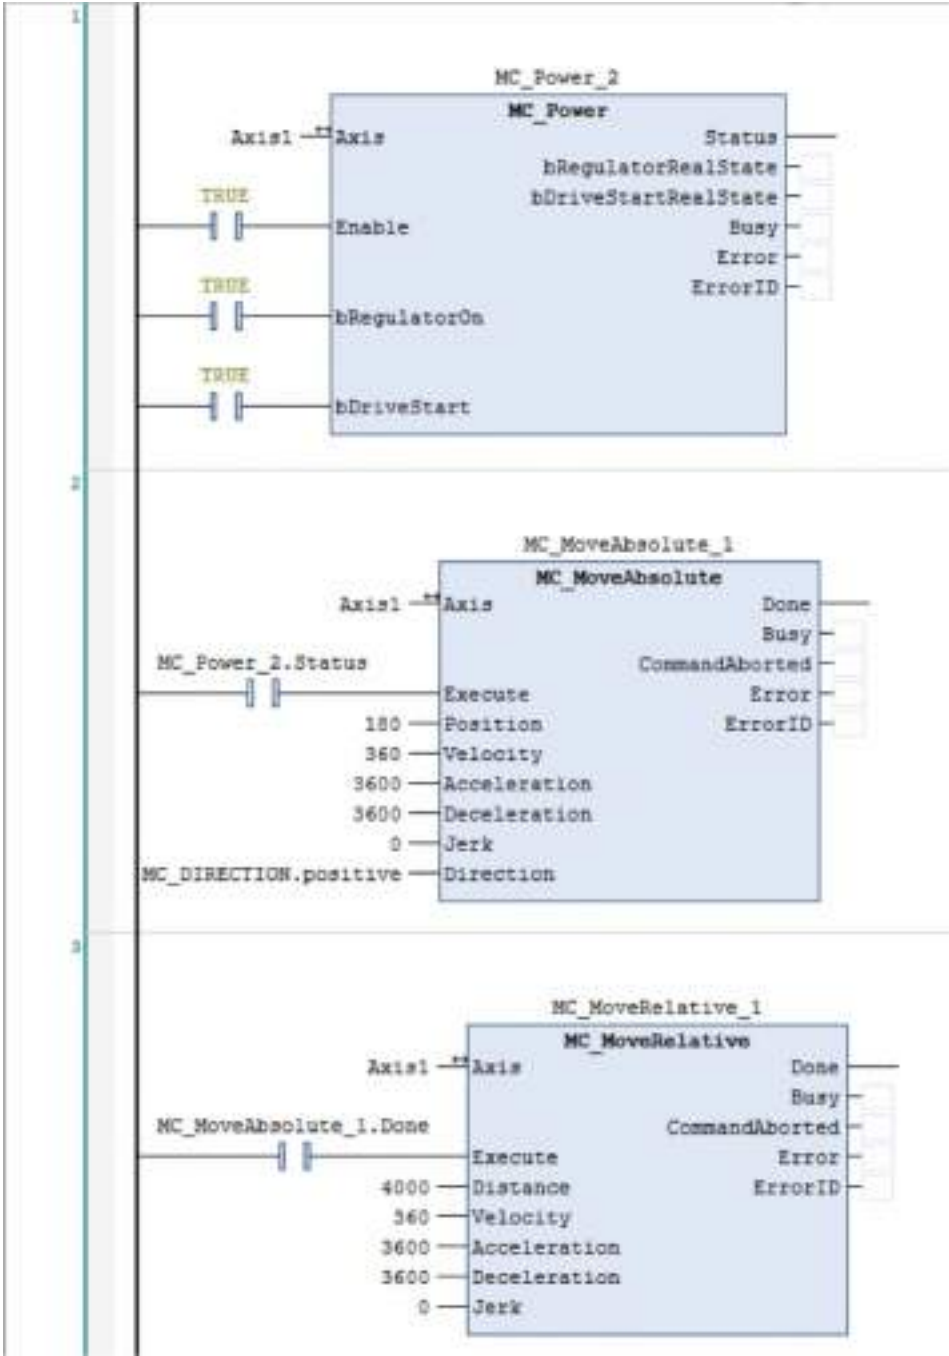 1
MC_Power_2
MC_Power
Axis1 Axis Status
bRegulatorRealState
TRUE bDriveStartRealState
Enable Busy
Error
TRUE ErrorID
bRegulatorOn
TRUE
bDriveStart
2
MC_MoveAbsolute_1
MC_MoveAbsolute
Axis1 Axis Done
Busy
MC_Power_2.Status CommandAborted
Execute Error
180 Position ErrorID
360 Velocity
3600 Acceleration
3600 Deceleration
0 Jerk
MC_DIRECTION.positive Direction
3
MC_MoveRelative_1
MC_MoveRelative
Axis1 Axis Done
Busy
MC_MoveAbsolute_1.Done CommandAborted
Execute Error
4000 Distance ErrorID
360 Velocity
3600 Acceleration
3600 Deceleration
0 Jerk